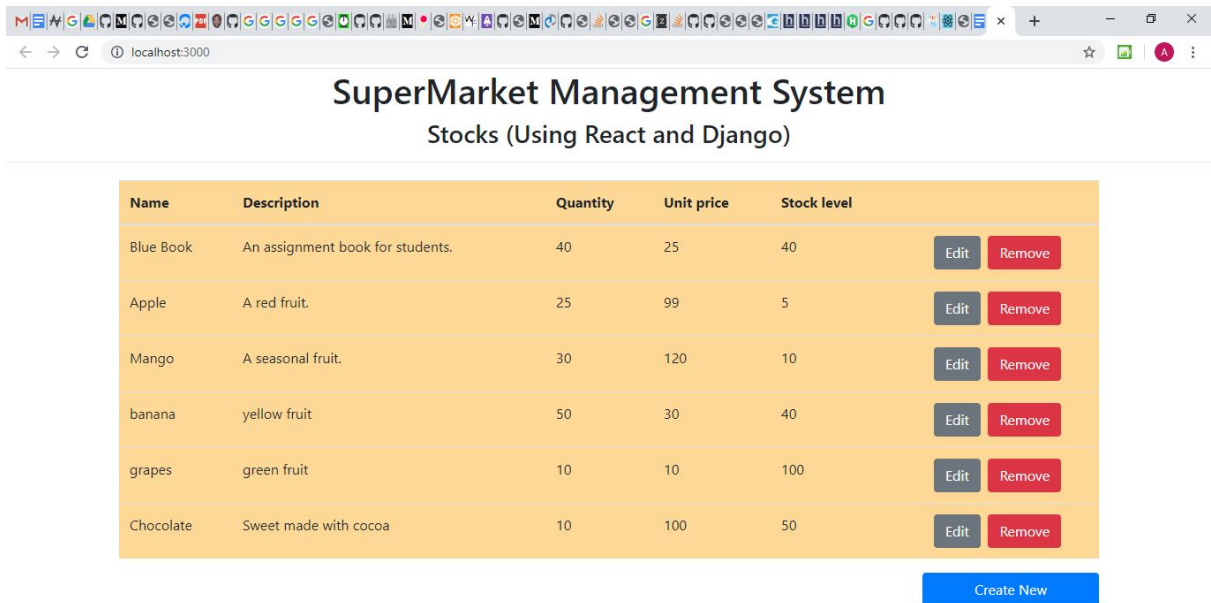 localhost:3000
A
SuperMarket Management System
Stocks (Using React and Django)
Name Description Quantity Unit price Stock level
Blue Book An assignment book for students. 40 25 40 Edit Remove
Apple A red fruit. 25 99 5 Edit Remove
Mango A seasonal fruit. 30 120 10 Edit Remove
banana yellow fruit 50 30 40 Edit Remove
grapes green fruit 10 10 100 Edit Remove
Chocolate Sweet made with cocoa 10 100 50 Edit Remove
Create New